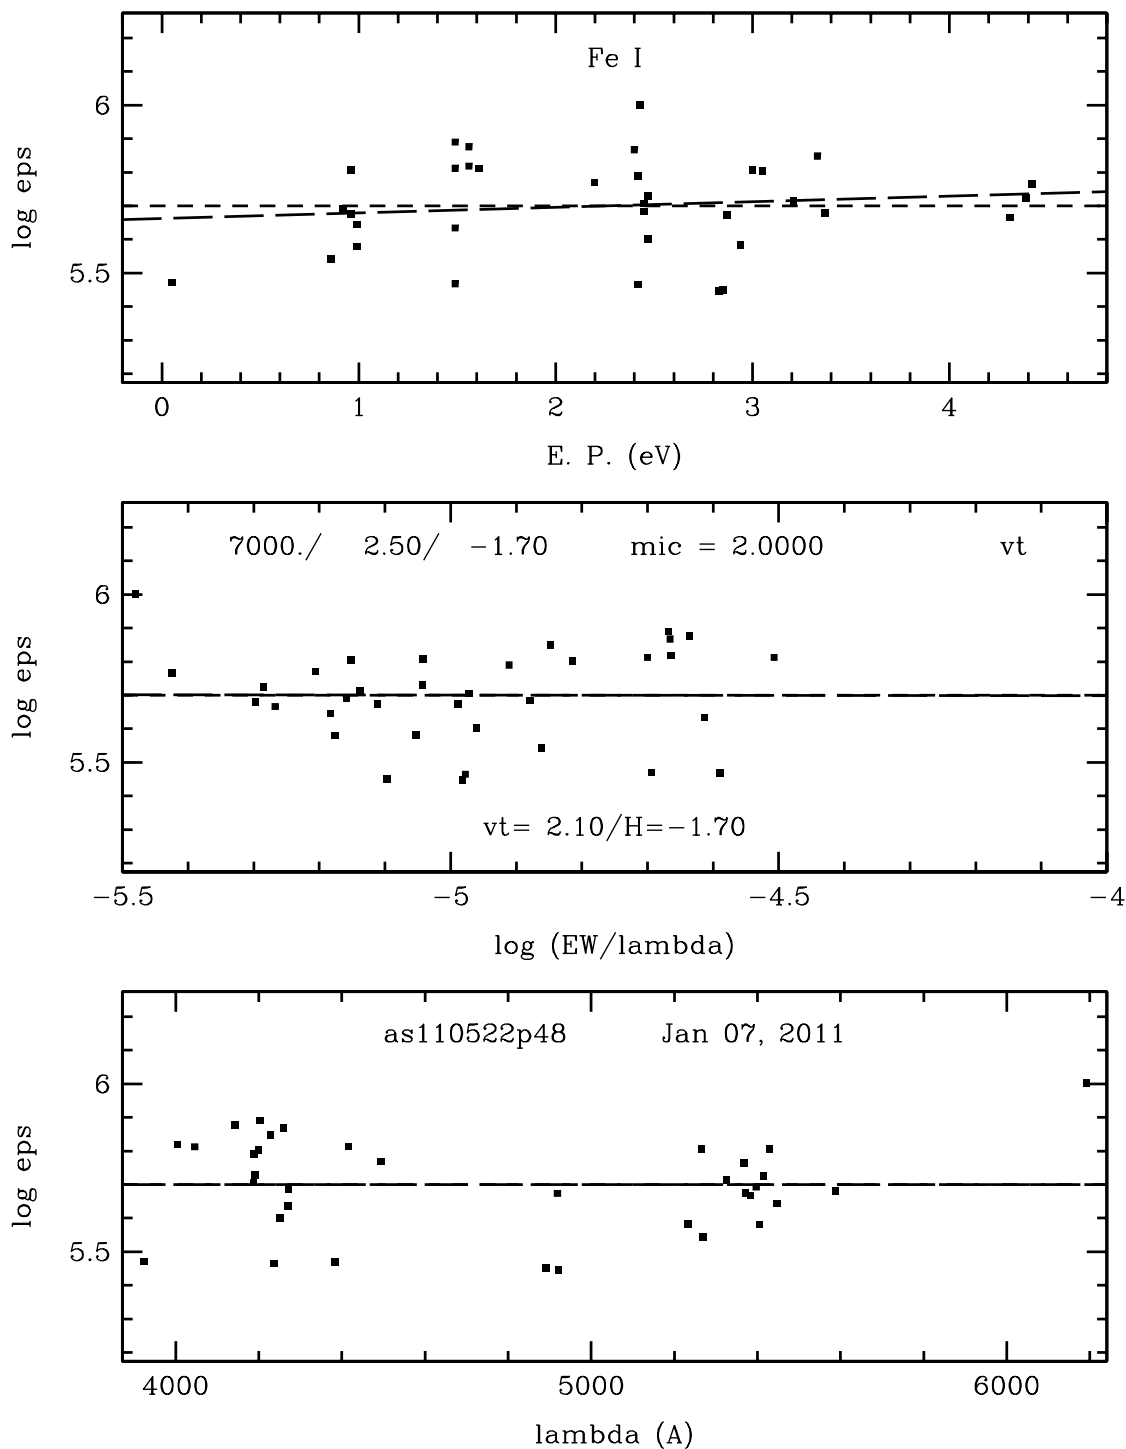 Fe I
6
5.5
log eps
0 1 2 3 4
E. P. (eV)
7000./ 2.50/ −1.70 mic = 2.0000 vt
6
5.5
log eps
vt= 2.10/H=−1.70
−5.5 −5 −4.5 −4
log (EW/lambda)
as110522p48 Jan 07, 2011
6
5.5
log eps
4000 5000 6000
lambda (A)